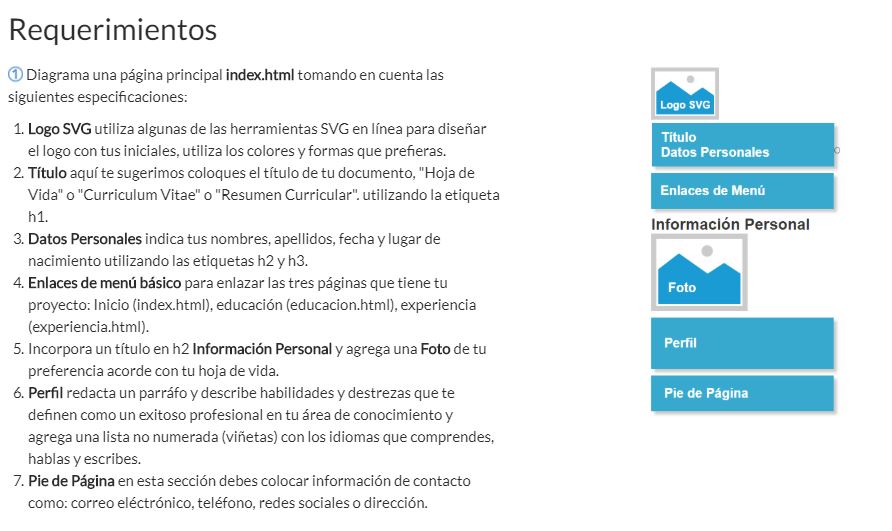 Requerimientos
① Diagrama una página principal index.html tomando en cuenta las
siguientes especificaciones:
1. Logo SVG utiliza algunas de las herramientas SVG en línea para diseñar
el logo con tus iniciales, utiliza los colores y formas que prefieras.
2. Título aquí te sugerimos coloques el título de tu documento, "Hoja de
Vida" o "Curriculum Vitae" o "Resumen Curricular". utilizando la etiqueta
h1.
3. Datos Personales indica tus nombres, apellidos, fecha y lugar de
nacimiento utilizando las etiquetas h2 y h3.
4. Enlaces de menú básico para enlazar las tres páginas que tiene tu
proyecto: Inicio (index.html), educación (educacion.html), experiencia
(experiencia.html).
5. Incorpora un título en h2 Información Personal y agrega una Foto de tu
preferencia acorde con tu hoja de vida.
6. Perfil redacta un parráfo y describe habilidades y destrezas que te
definen como un exitoso profesional en tu área de conocimiento y
agrega una lista no numerada (viñetas) con los idiomas que comprendes,
hablas y escribes.
7. Pie de Página en esta sección debes colocar información de contacto
como: correo eléctrónico, teléfono, redes sociales o dirección.
Logo SVG
Título
Datos Personales
Enlaces de Menú
Información Personal
Foto
Perfil
Pie de Página